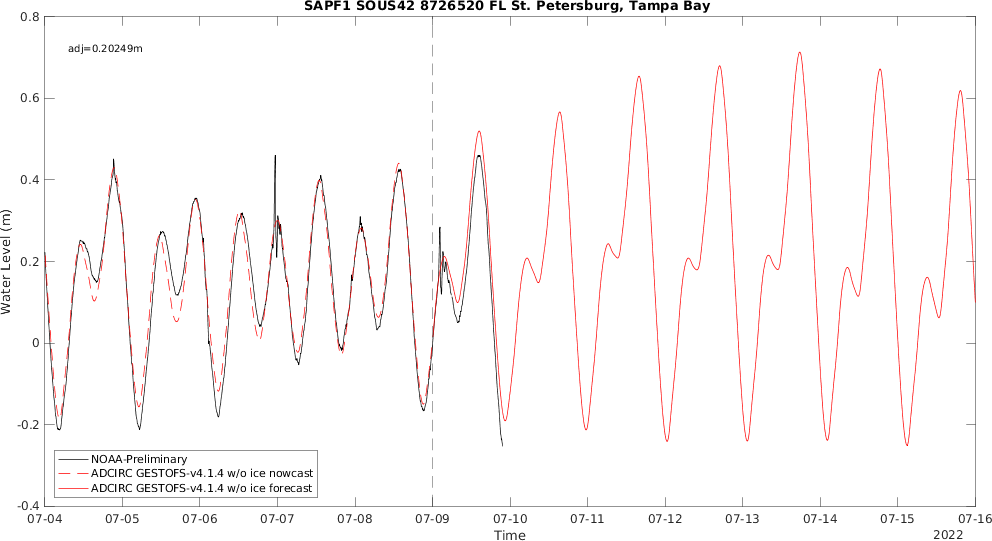 SAPF1 SOUS42 8726520 FL St. Petersburg, Tampa Bay
adj=0.20249m
0.8
0.6
0.4
0.2
0
-0.2
-0.4
Water Level (m)
NOAA-Preliminary
ADCIRC GESTOFS-v4.1.4 w/o ice nowcast
ADCIRC GESTOFS-v4.1.4 w/o ice forecast
07-04 07-05 07-06 07-07 07-08 07-09 07-10 07-11 07-12 07-13 07-14 07-15 07-16
Time
2022